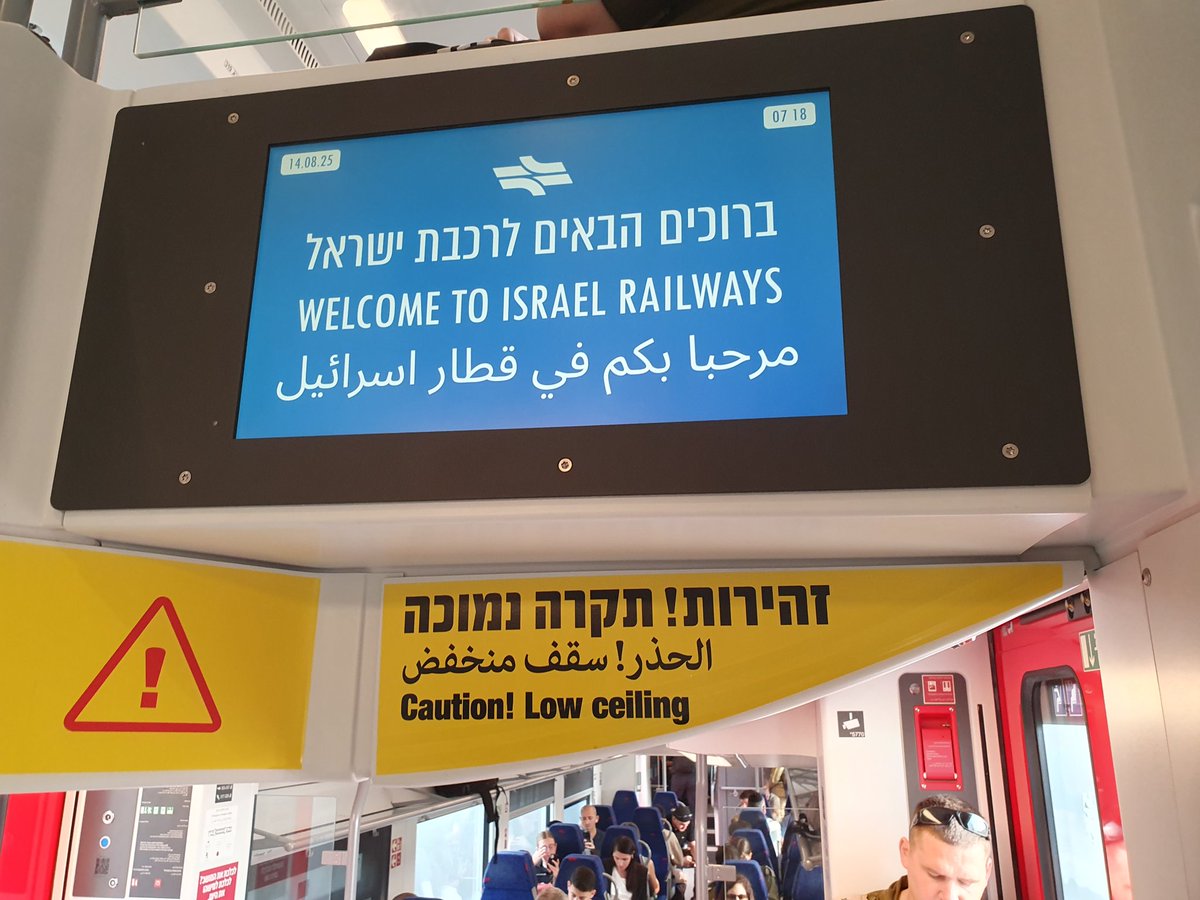 14.08.25
07 18
ברוכים הבאים לרכבת ישראל
WELCOME TO ISRAEL RAILWAYS
مرحبا بكم في قطار اسرائيل
זהירות! תקרה נמוכה
الحذر! سقف منخفض
Caution! Low ceiling
*5770